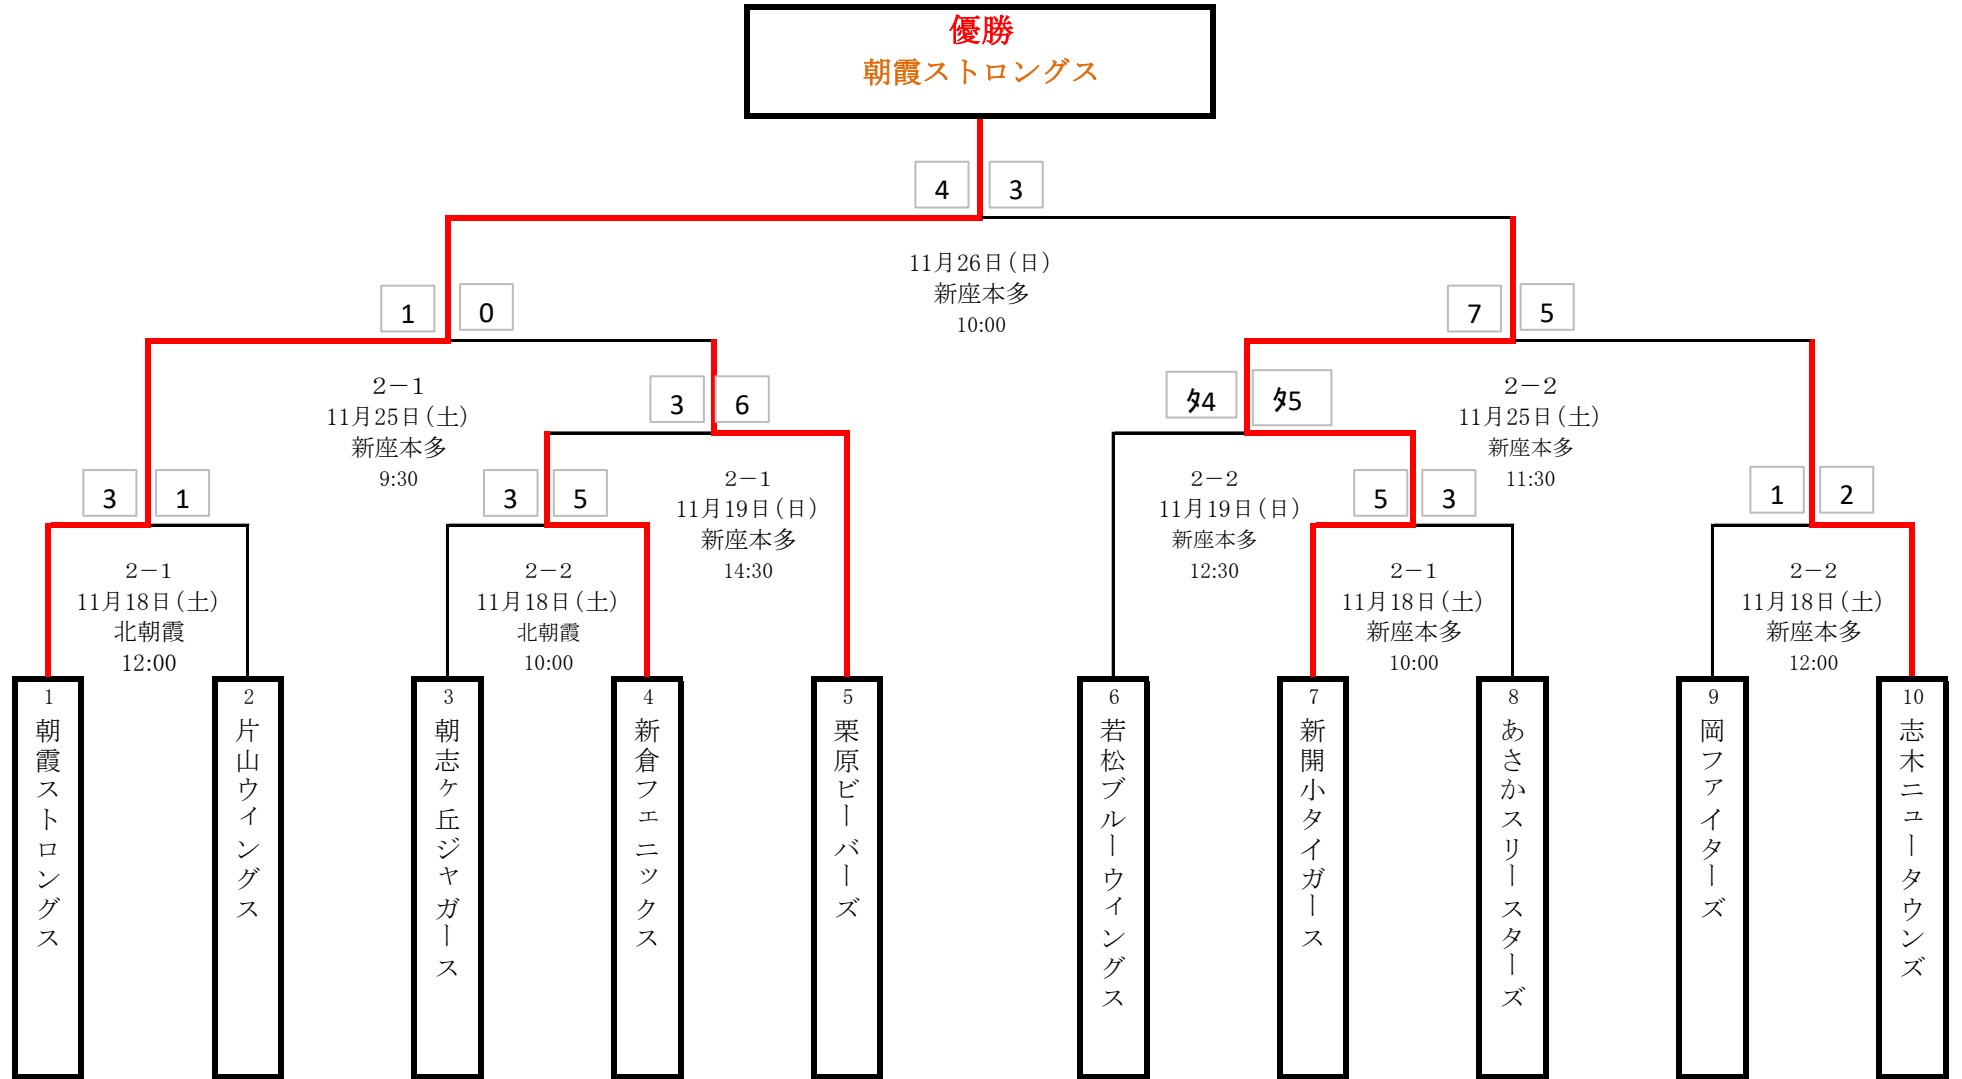 優勝
朝霞ストロングス
4 3
11月26日(日)
新座本多
10:00
1 0
7 5
2－1
11月25日(土)
新座本多
9:30
3 6
ﾀ4 ﾀ5
2－2
11月25日(土)
新座本多
11:30
3 1
3 5
2－1
11月19日(日)
新座本多
14:30
2－2
11月19日(日)
新座本多
12:30
5 3
1 2
2－1
11月18日(土)
北朝霞
12:00
2－2
11月18日(土)
北朝霞
10:00
2－1
11月18日(土)
新座本多
10:00
2－2
11月18日(土)
新座本多
12:00
1
朝霞ストロングス
2
片山ウイングス
3
朝志ヶ丘ジャガース
4
新倉フェニックス
5
栗原ビーバーズ
6
若松ブルーウィングス
7
新開小タイガース
8
あさかスリースターズ
9
岡ファイターズ
10
志木ニュータウンズ